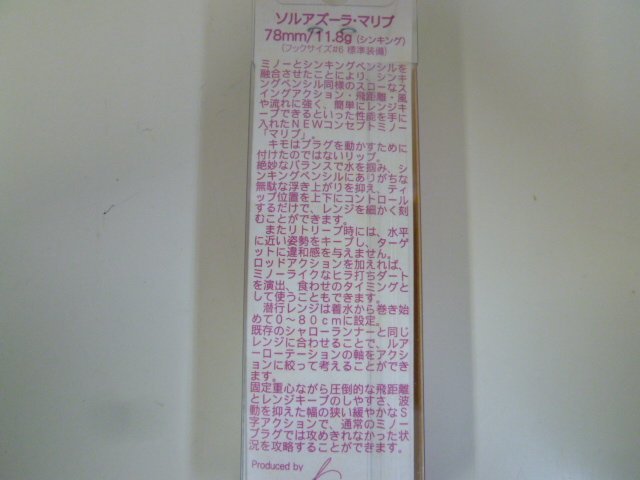 ソルアズーラ・マリブ
78mm/11.8g(シンキング)
(フックサイズ#6 標準装備)
ミノーとシンキングペンシルを
融合させたことにより、シンキ
ングペンシル同様のスローなス
イングアクション・飛距離・風
や流れに強く、簡単にレンジキ
ープできるといった性能を手に
入れたNEWコンセプトミノー
「マリブ」。
キモはプラグを動かすために
付けたのではないリップ。
絶妙なバランスで水を掴み、シ
ンキングペンシルにありがちな
無駄な浮き上がりを抑え、ティ
ップ位置を上下にコントロール
するだけで、レンジを細かく刻
むことができます。
またリトリーブ時には、水平
に近い姿勢をキープし、ターゲ
ットに違和感を与えません。
ロッドアクションを加えれば、
ミノーライクなヒラ打ちダート
を演出、食わせのタイミングと
して使うこともできます。
潜行レンジは着水から巻き始
めて0~80cmに設定。
既存のシャローランナーと同じ
レンジに合わせることで、ルア
ーローテーションの軸をアクシ
ョンに絞って考えることができ
ます。
固定重心ながら圧倒的な飛距離
とレンジキープのしやすさ、波
動を抑えた幅の狭い緩やかなS
字アクションで、通常のミノー
プラグでは攻めきれなかった状
況を攻略することができます。
Produced by